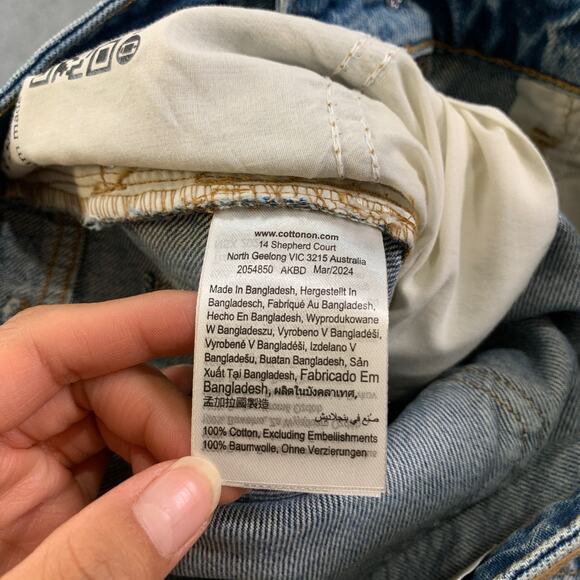 www.cottonon.com
14 Shepherd Court
North Geelong VIC 3215 Australia
2054850 AKBD Mar/2024
Made In Bangladesh, Hergestellt In
Bangladesch, Fabriqué Au Bangladesh,
Hecho En Bangladesh, Wyprodukowane
W Bangladeszu, Vyrobeno V Bangladéši,
Vyrobené V Bangladéši, Izdelano V
Bangladešu, Buatan Bangladesh, Sản
Xuất Tại Bangladesh, Fabricado Em
Bangladesh, ผลิตในบังคลาเทศ,
孟加拉國製造 صنع في بنجلاديش
100% Cotton, Excluding Embellishments
100% Baumwolle, Ohne Verzierungen